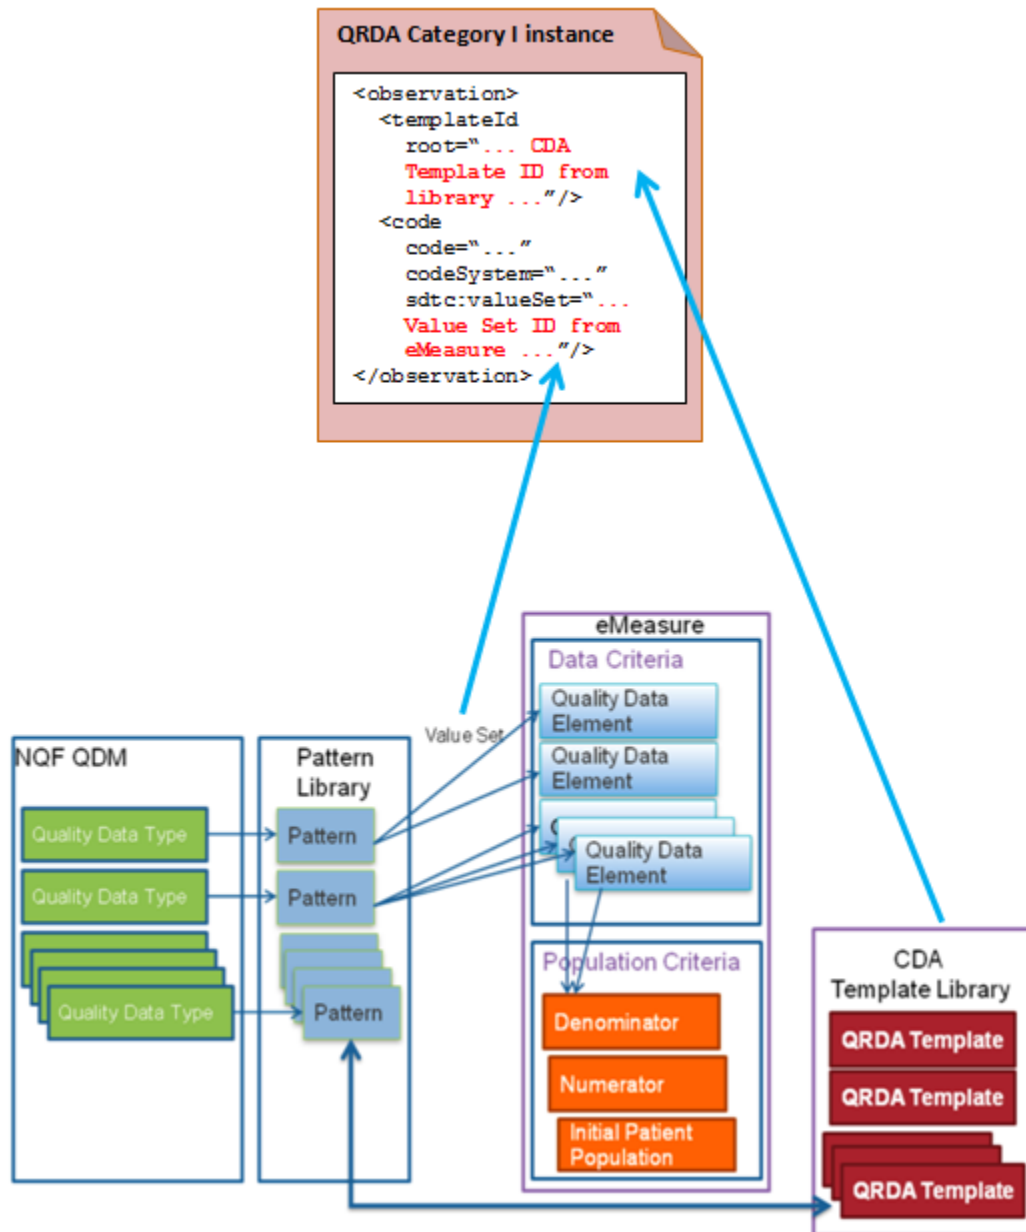 QRDA Category I instance
<observation>
<templateId
root=“... CDA
Template ID from
library ...”/>
<code
code=“...”
codeSystem=“...”
sdtc:valueSet=“...
Value Set ID from
eMeasure ...”/>
</observation>
eMeasure
Data Criteria
Quality Data
Element
Value Set
NQF QDM
Pattern
Library
Quality Data
Element
Quality Data Type
Pattern
Quality Data
Element
Quality Data Type
Pattern
Population Criteria
CDA
Template Library
Quality Data Type
Pattern
Denominator
QRDA Template
Numerator
QRDA Template
Initial Patient
Population
QRDA Template